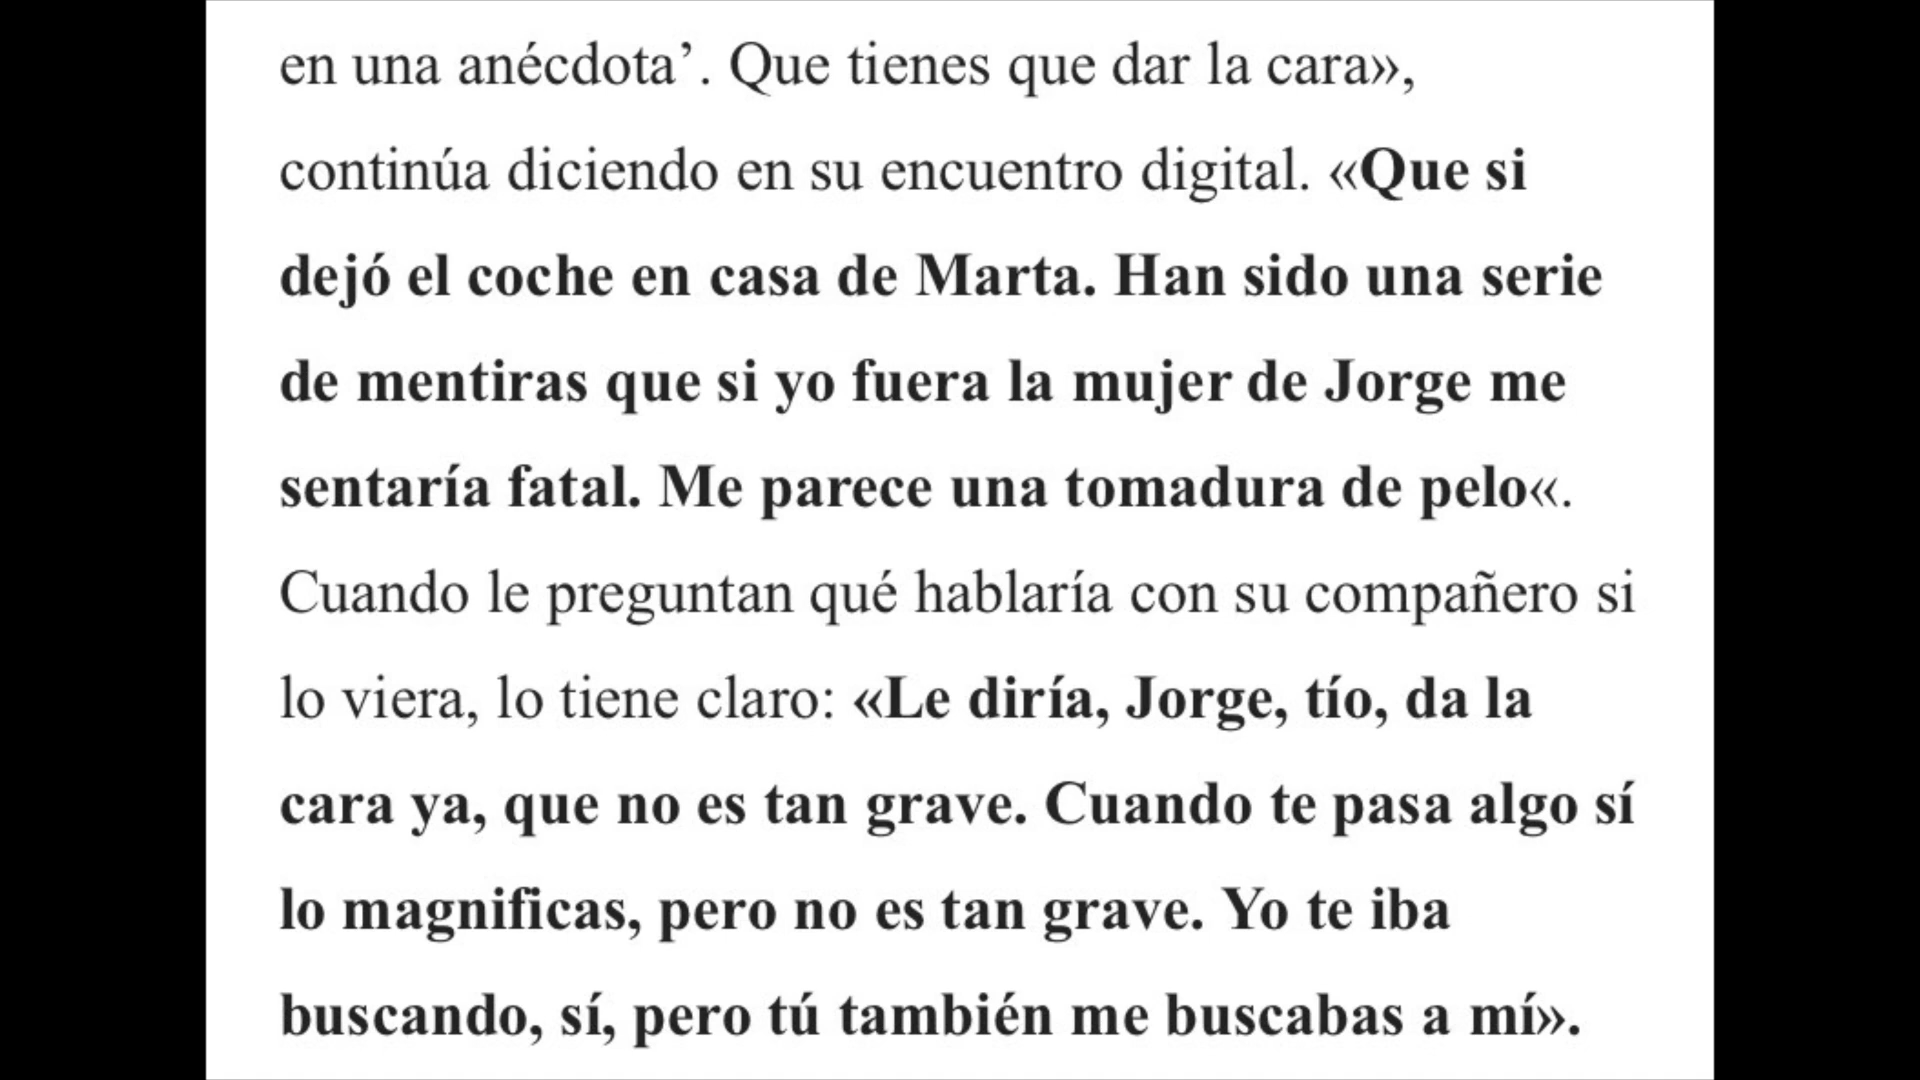 en una anécdota’. Que tienes que dar la cara»,
continúa diciendo en su encuentro digital. «Que si
dejó el coche en casa de Marta. Han sido una serie
de mentiras que si yo fuera la mujer de Jorge me
sentaría fatal. Me parece una tomadura de pelo«.
Cuando le preguntan qué hablaría con su compañero si
lo viera, lo tiene claro: «Le diría, Jorge, tío, da la
cara ya, que no es tan grave. Cuando te pasa algo sí
lo magnificas, pero no es tan grave. Yo te iba
buscando, sí, pero tú también me buscabas a mí».